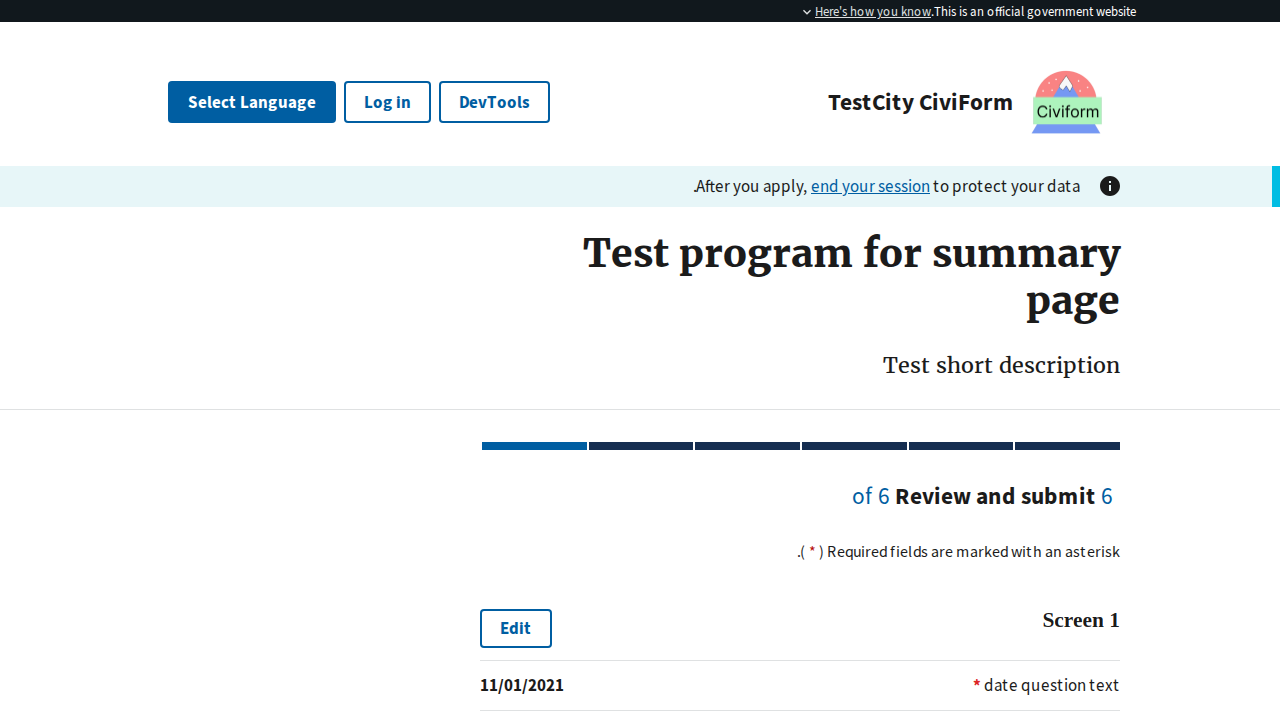 Here's how you know.This is an official government website
Select Language
Log in
DevTools
TestCity CiviForm
Civiform
.After you apply, end your session to protect your data
Test program for summary
page
Test short description
of 6 Review and submit 6
.( * ) Required fields are marked with an asterisk
Screen 1
Edit
* date question text
11/01/2021